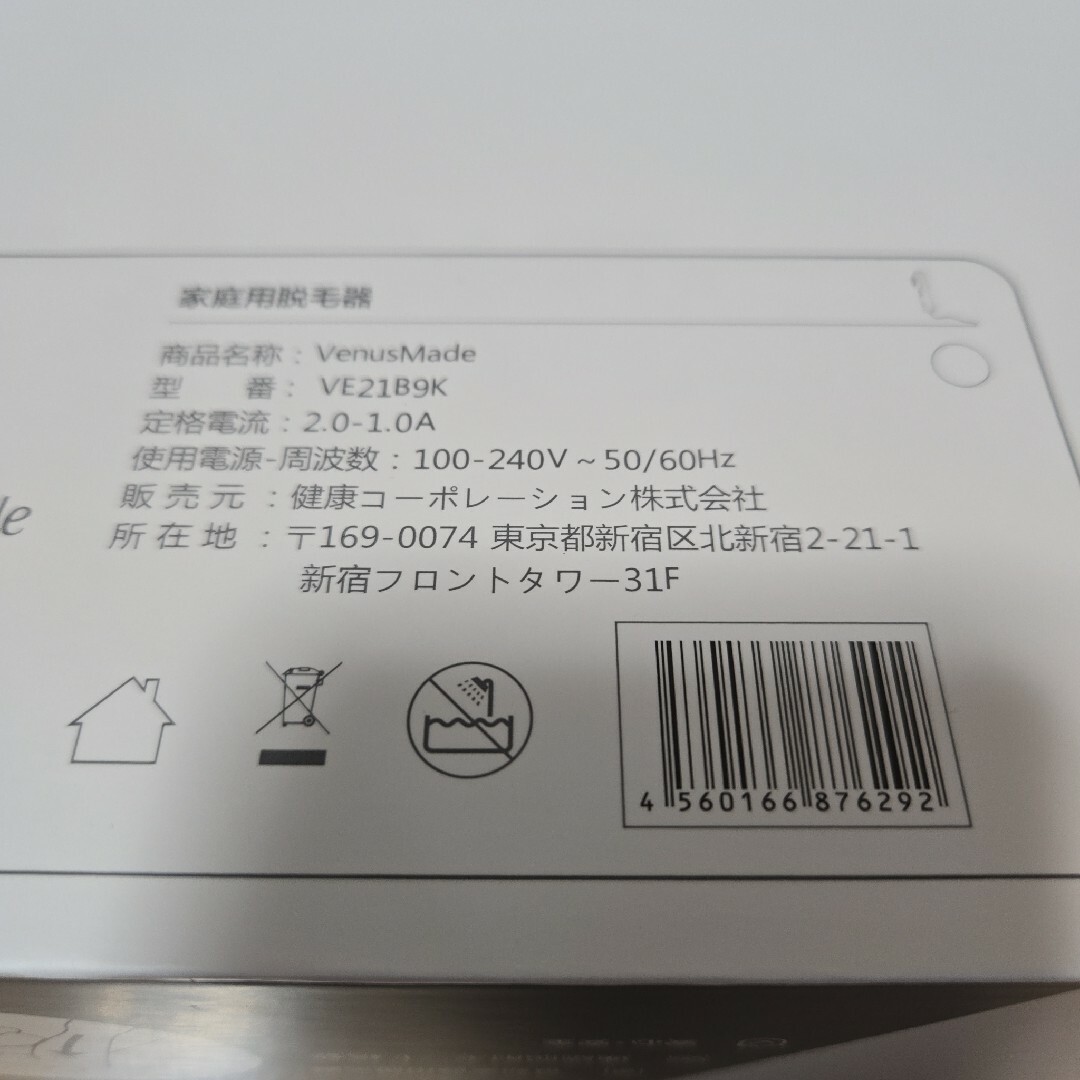 家庭用脱毛器
商品名称：VenusMade
型　　番：VE21B9K
定格電流：2.0-1.0A
使用電源-周波数：100-240V～50/60Hz
販 売 元 ：健康コーポレーション株式会社
所 在 地 ：〒169-0074 東京都新宿区北新宿2-21-1
新宿フロントタワー31F
4 560166 876292